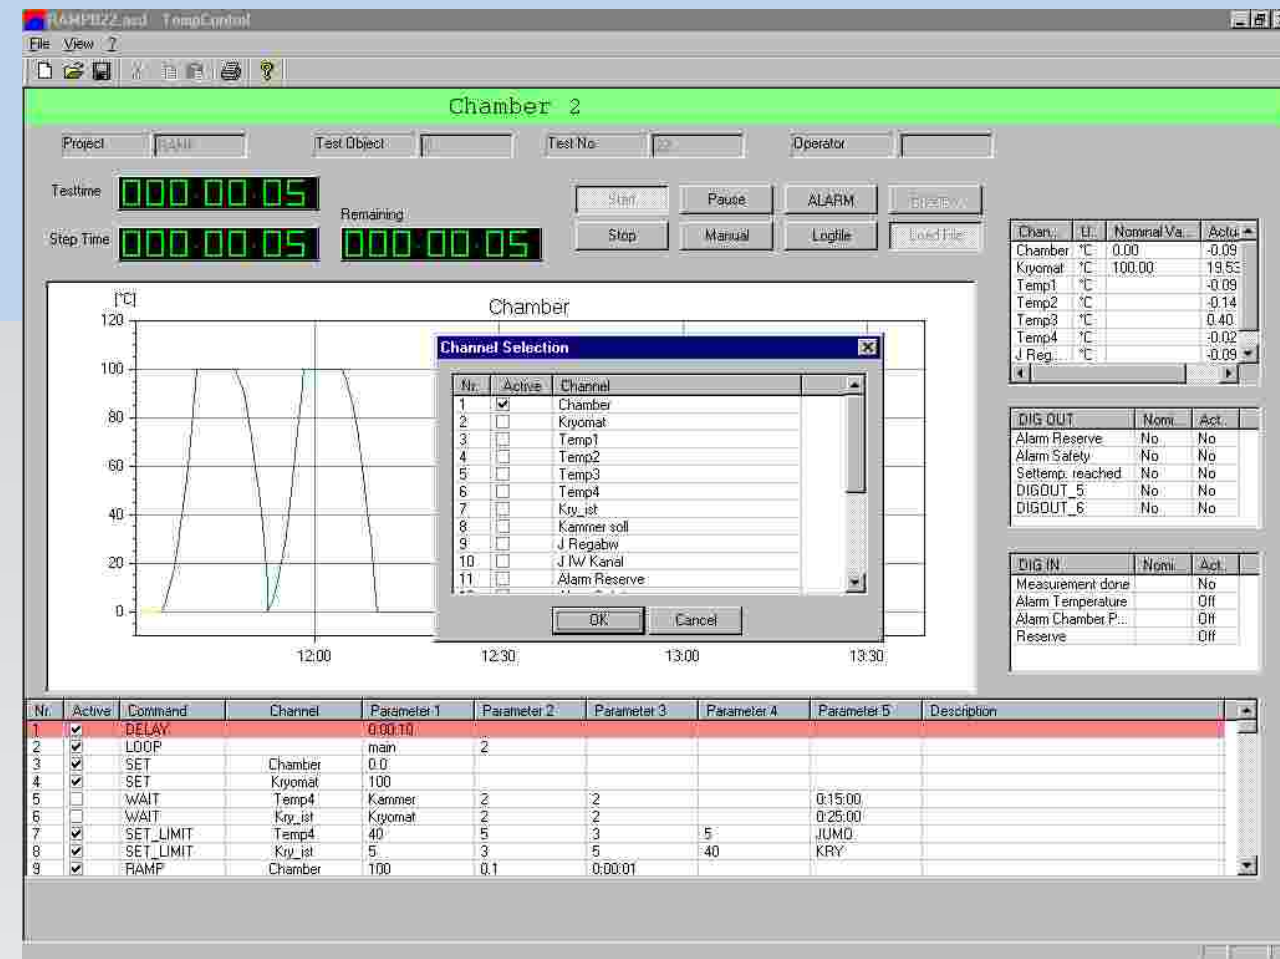 RAMP022.asd TempControl
File View ?
Chamber 2
Project RAMP Test Object Test No. 22 Operator
Testtime 000:00:05
Step Time 000:00:05
Remaining 000:00:05
Start Pause ALARM
Stop Manual Logfile Load File
Chan... U.. Nominal Va... Actu
Chamber °C 0.00 -0.09
Kryomat °C 100.00 19.53
Temp1 °C -0.09
Temp2 °C -0.14
Temp3 °C 0.40
Temp4 °C -0.02
J Reg... °C -0.09
DIG OUT Nomi... Act..
Alarm Reserve No No
Alarm Safety No No
Settemp. reached No No
DIGOUT_5 No No
DIGOUT_6 No No
DIG IN Nomi... Act..
Measurement done No
Alarm Temperature Off
Alarm Chamber P... Off
Reserve Off
[°C]
Chamber
120
100
80
60
40
20
0
12:00 12:30 13:00 13:30
Channel Selection
Nr. Active Channel
1 Chamber
2 Kryomat
3 Temp1
4 Temp2
5 Temp3
6 Temp4
7 Kry_ist
8 Kammer soll
9 J Regabw
10 J IW Kanal
11 Alarm Reserve
OK Cancel
Nr. Active Command Channel Parameter 1 Parameter 2 Parameter 3 Parameter 4 Parameter 5 Description
1 DELAY 0:00:10
2 LOOP main 2
3 SET Chamber 0.0
4 SET Kryomat 100
5 WAIT Temp4 Kammer 2 2 0:15:00
6 WAIT Kry_ist Kryomat 2 2 0:25:00
7 SET_LIMIT Temp4 40 5 3 5 JUMO
8 SET_LIMIT Kry_ist 5 3 5 40 KRY
9 RAMP Chamber 100 0.1 0:00:01